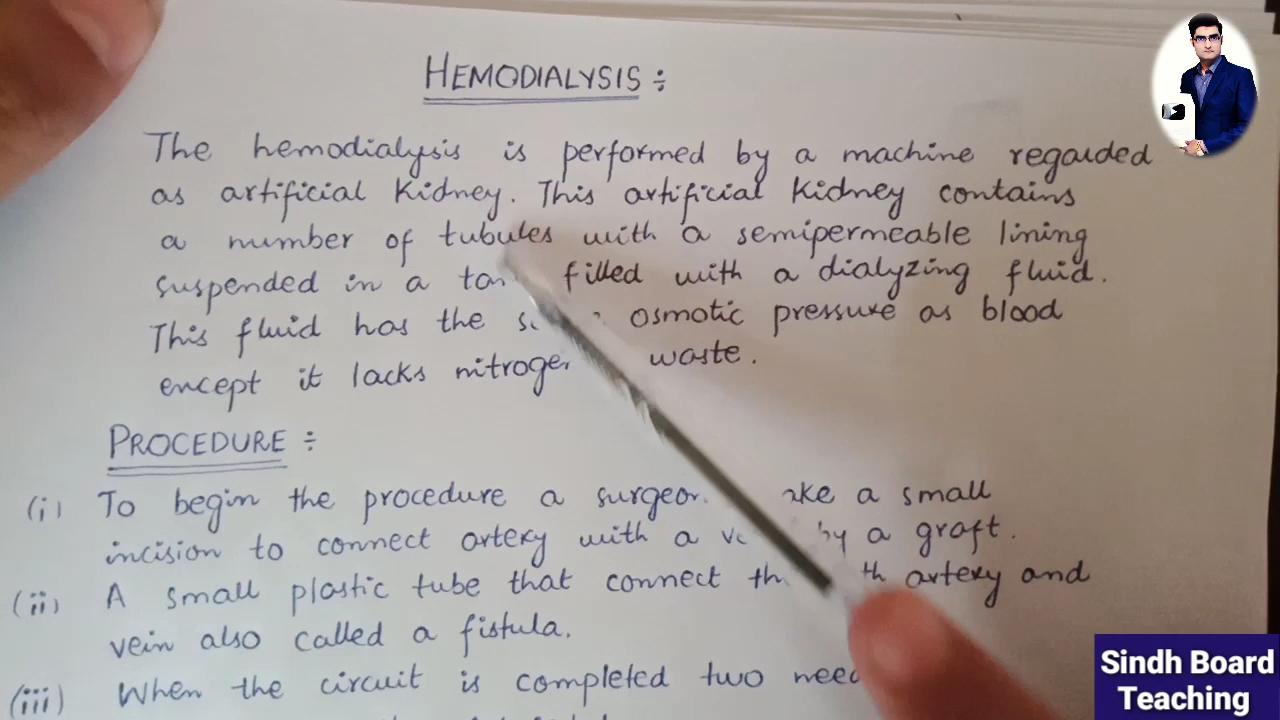 HEMODIALYSIS :
The hemodialysis is performed by a machine regarded
as artificial Kidney. This artificial Kidney contains
a number of tubules with a semipermeable lining
suspended in a filled with a dialyzing fluid.
This fluid has the osmotic pressure as blood
except it lacks waste.
PROCEDURE :
(i) To begin the procedure a a small
incision to connect artery with a by a graft.
(ii) A small plastic tube that connect artery and
vein also called a fistula.
(iii) When the circuit is completed two
Sindh Board
Teaching